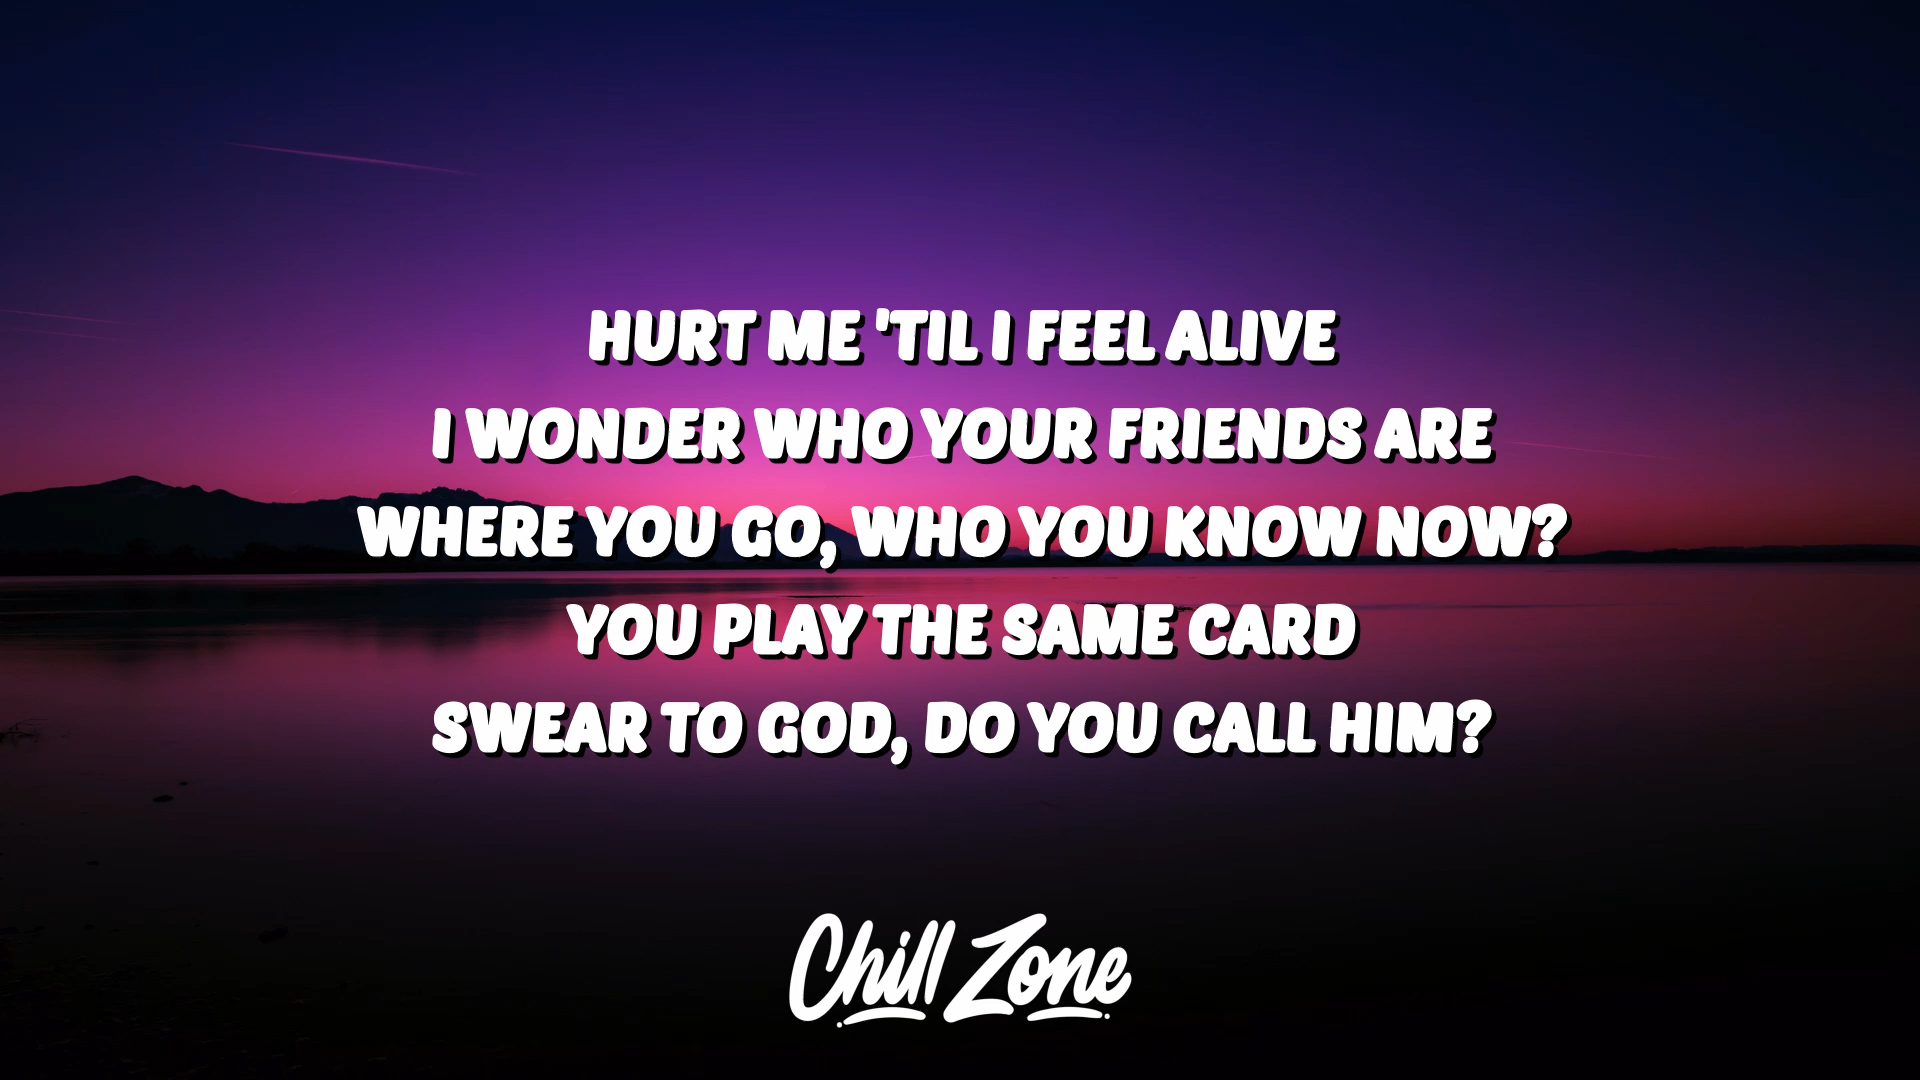 HURT ME 'TIL I FEEL ALIVE
I WONDER WHO YOUR FRIENDS ARE
WHERE YOU GO, WHO YOU KNOW NOW?
YOU PLAY THE SAME CARD
SWEAR TO GOD, DO YOU CALL HIM?
Chill Zone